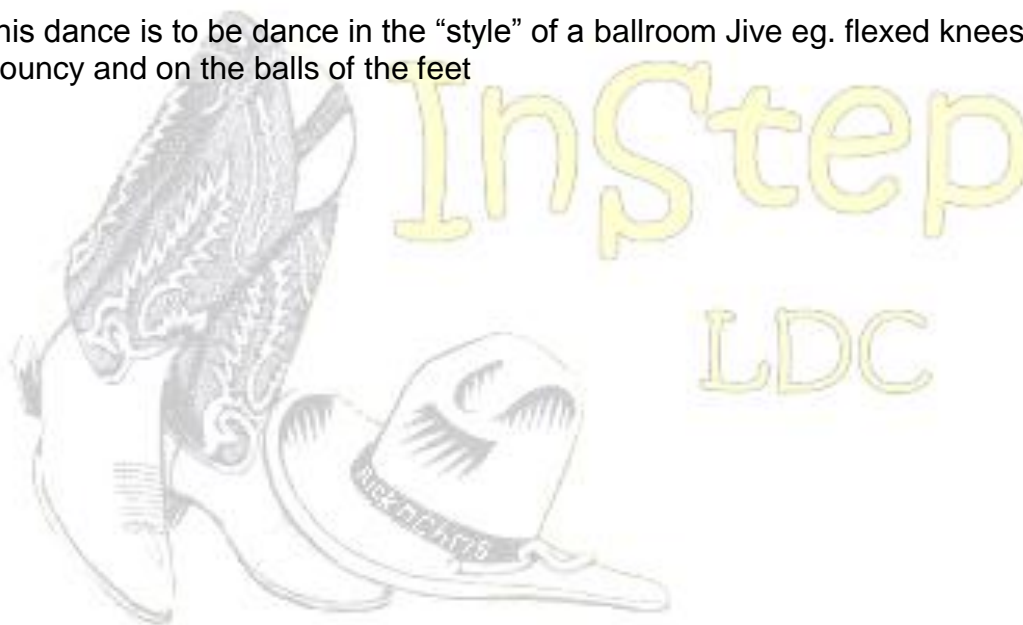 his dance is to be dance in the “style” of a ballroom Jive eg. flexed knees
ouncy and on the balls of the feet
InStep
LDC